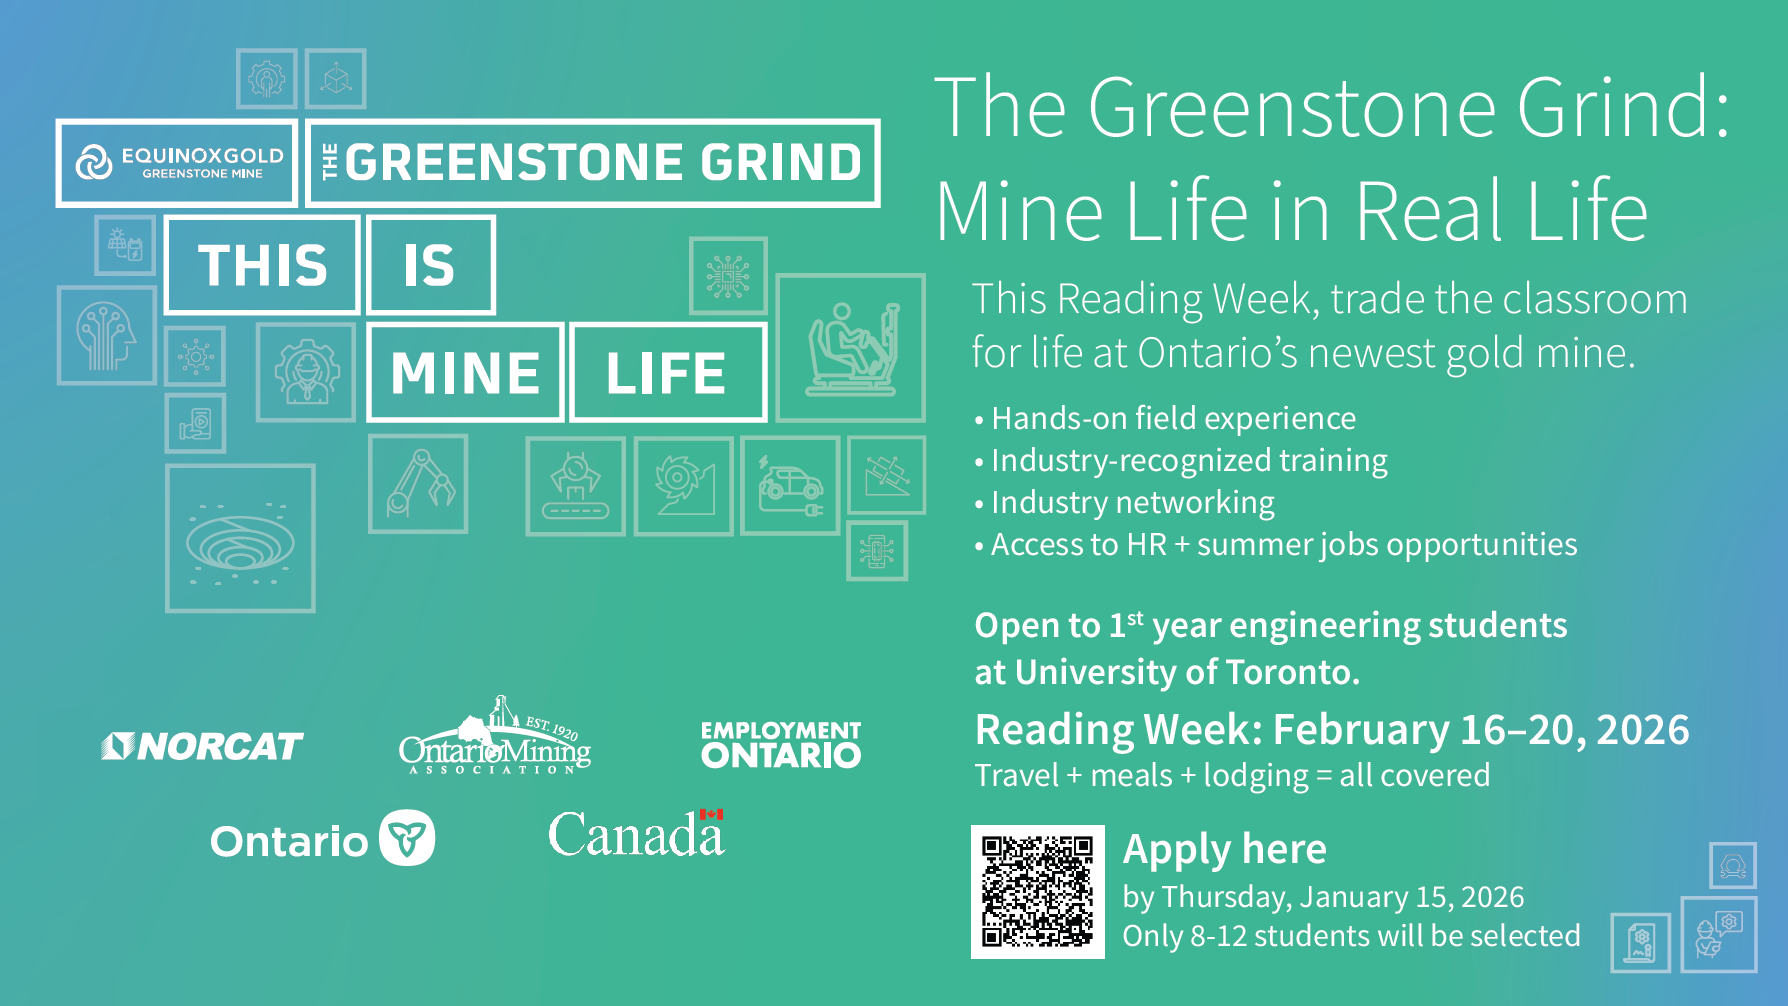 EQUINOXGOLD
GREENSTONE MINE
THE GREENSTONE GRIND
THIS IS
MINE LIFE
The Greenstone Grind:
Mine Life in Real Life
This Reading Week, trade the classroom
for life at Ontario’s newest gold mine.
• Hands-on field experience
• Industry-recognized training
• Industry networking
• Access to HR + summer jobs opportunities
Open to 1st year engineering students
at University of Toronto.
Reading Week: February 16–20, 2026
Travel + meals + lodging = all covered
Apply here
by Thursday, January 15, 2026
Only 8-12 students will be selected
NORCAT
EST. 1920
Ontario Mining
ASSOCIATION
EMPLOYMENT
ONTARIO
Ontario
Canada